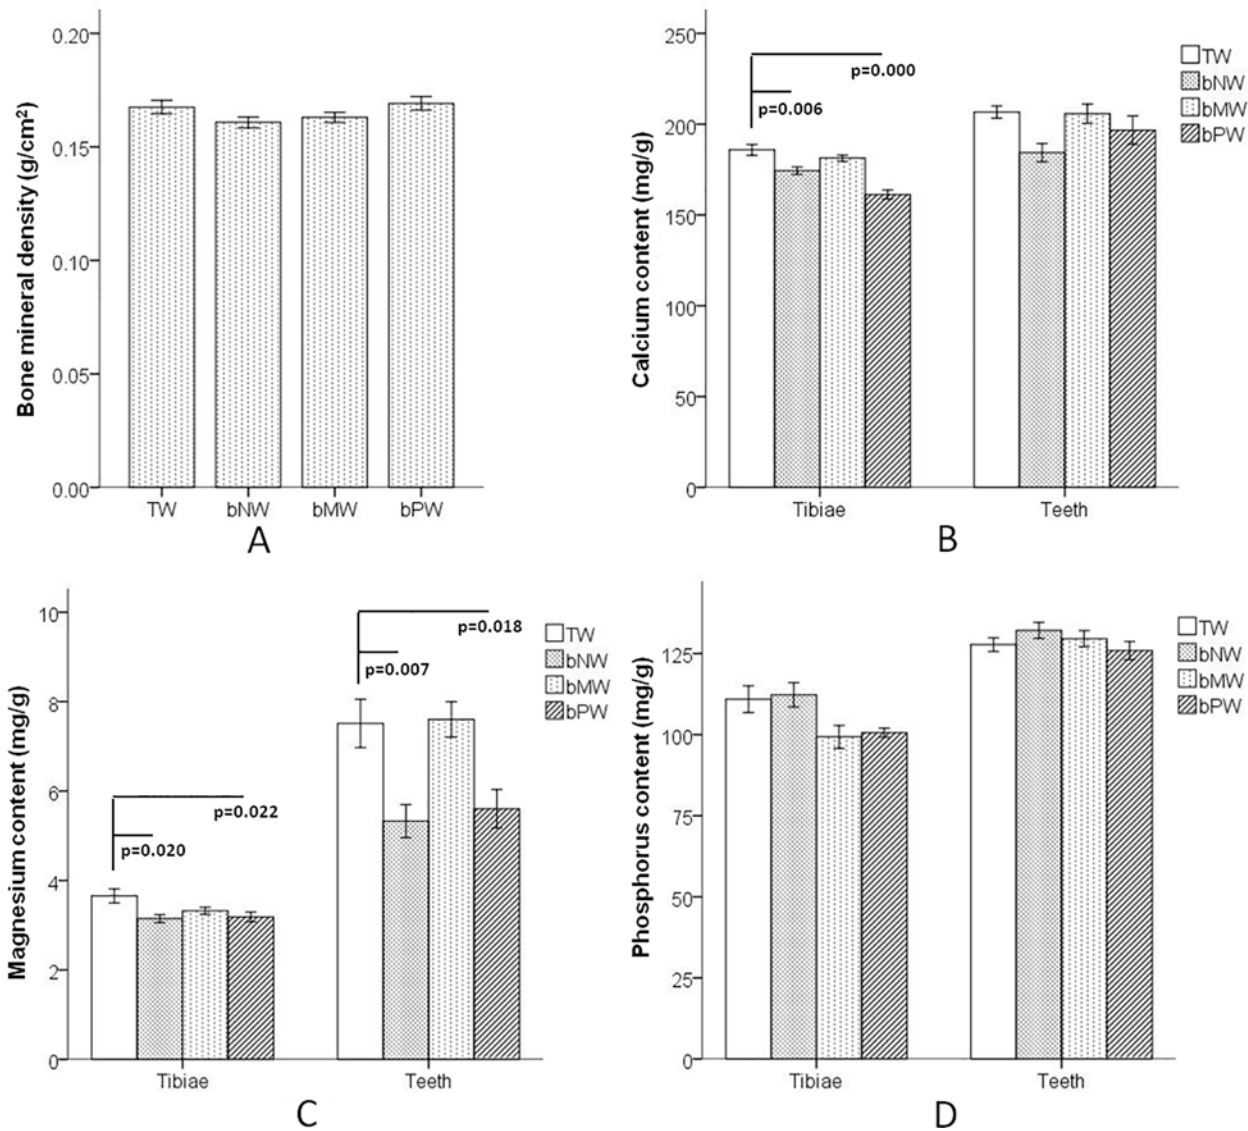 Bone mineral density (g/cm²)
0.20
0.15
0.10
0.05
0.00
TW bNW bMW bPW
A
Calcium content (mg/g)
250
200
150
100
50
0
p=0.000
p=0.006
TW
bNW
bMW
bPW
Tibiae Teeth
B
Magnesium content (mg/g)
10
8
6
4
2
0
p=0.018
p=0.007
p=0.022
p=0.020
TW
bNW
bMW
bPW
Tibiae Teeth
C
Phosphorus content (mg/g)
125
100
75
50
25
0
TW
bNW
bMW
bPW
Tibiae Teeth
D